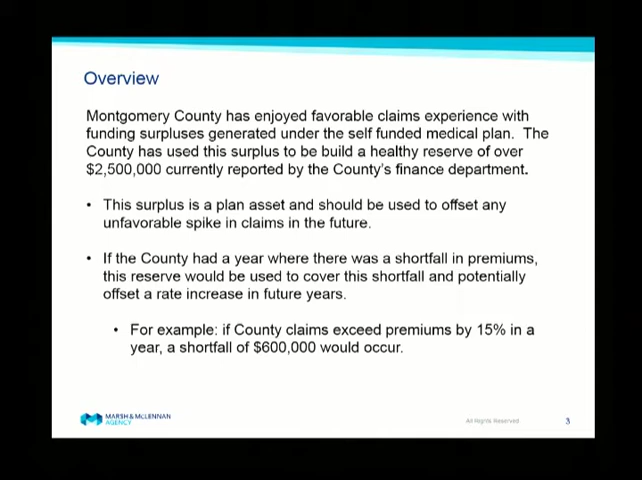 Overview
Montgomery County has enjoyed favorable claims experience with
funding surpluses generated under the self funded medical plan.  The
County has used this surplus to be build a healthy reserve of over
$2,500,000 currently reported by the County's finance department.
• This surplus is a plan asset and should be used to offset any
unfavorable spike in claims in the future.
• If the County had a year where there was a shortfall in premiums,
this reserve would be used to cover this shortfall and potentially
offset a rate increase in future years.
• For example: if County claims exceed premiums by 15% in a
year, a shortfall of $600,000 would occur.
MARSH & MCLENNAN
AGENCY
All Rights Reserved
3